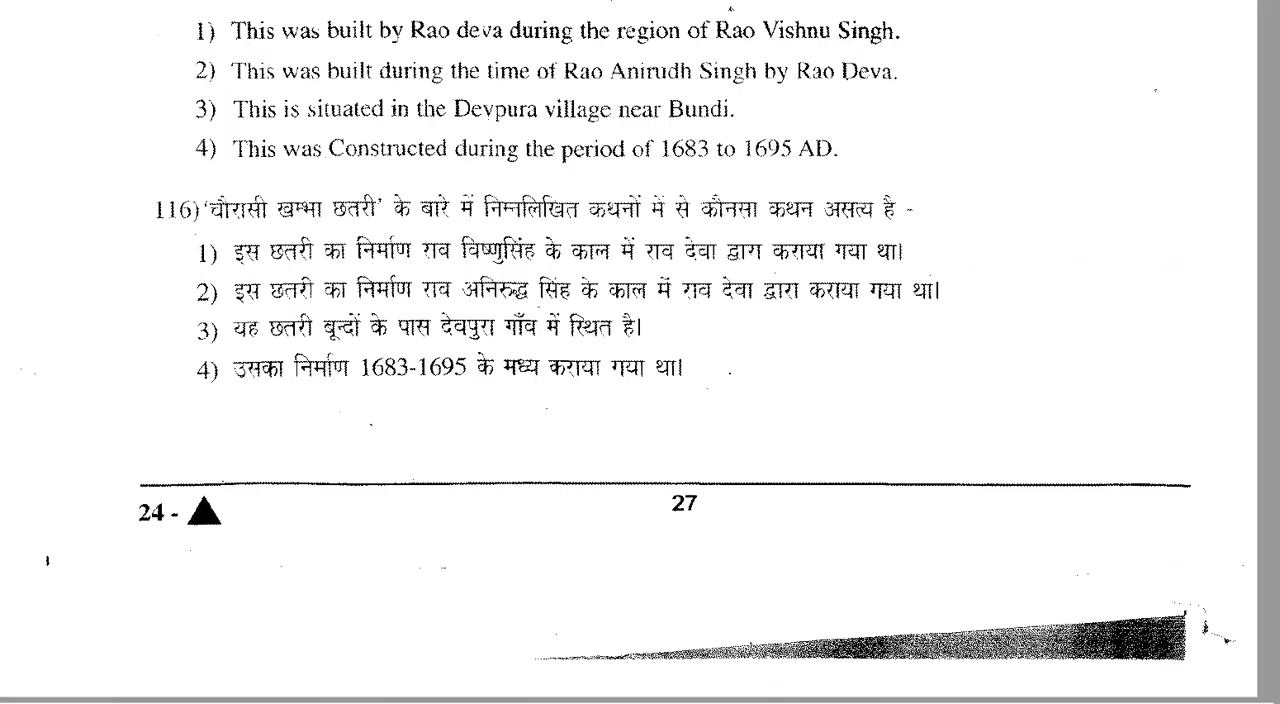 1) This was built by Rao deva during the region of Rao Vishnu Singh.
2) This was built during the time of Rao Anirudh Singh by Rao Deva.
3) This is situated in the Devpura village near Bundi.
4) This was Constructed during the period of 1683 to 1695 AD.
116) 'चौरासी खम्भा छतरी' के बारे में निम्नलिखित कथनों में से कौनसा कथन असत्य है -
1) इस छतरी का निर्माण राव विष्णुसिंह के काल में राव देवा द्वारा कराया गया था।
2) इस छतरी का निर्माण राव अनिरुद्ध सिंह के काल में राव देवा द्वारा कराया गया था।
3) यह छतरी बून्दी के पास देवपुरा गाँव में स्थित है।
4) उसका निर्माण 1683-1695 के मध्य कराया गया था।
24 - ▲ 27